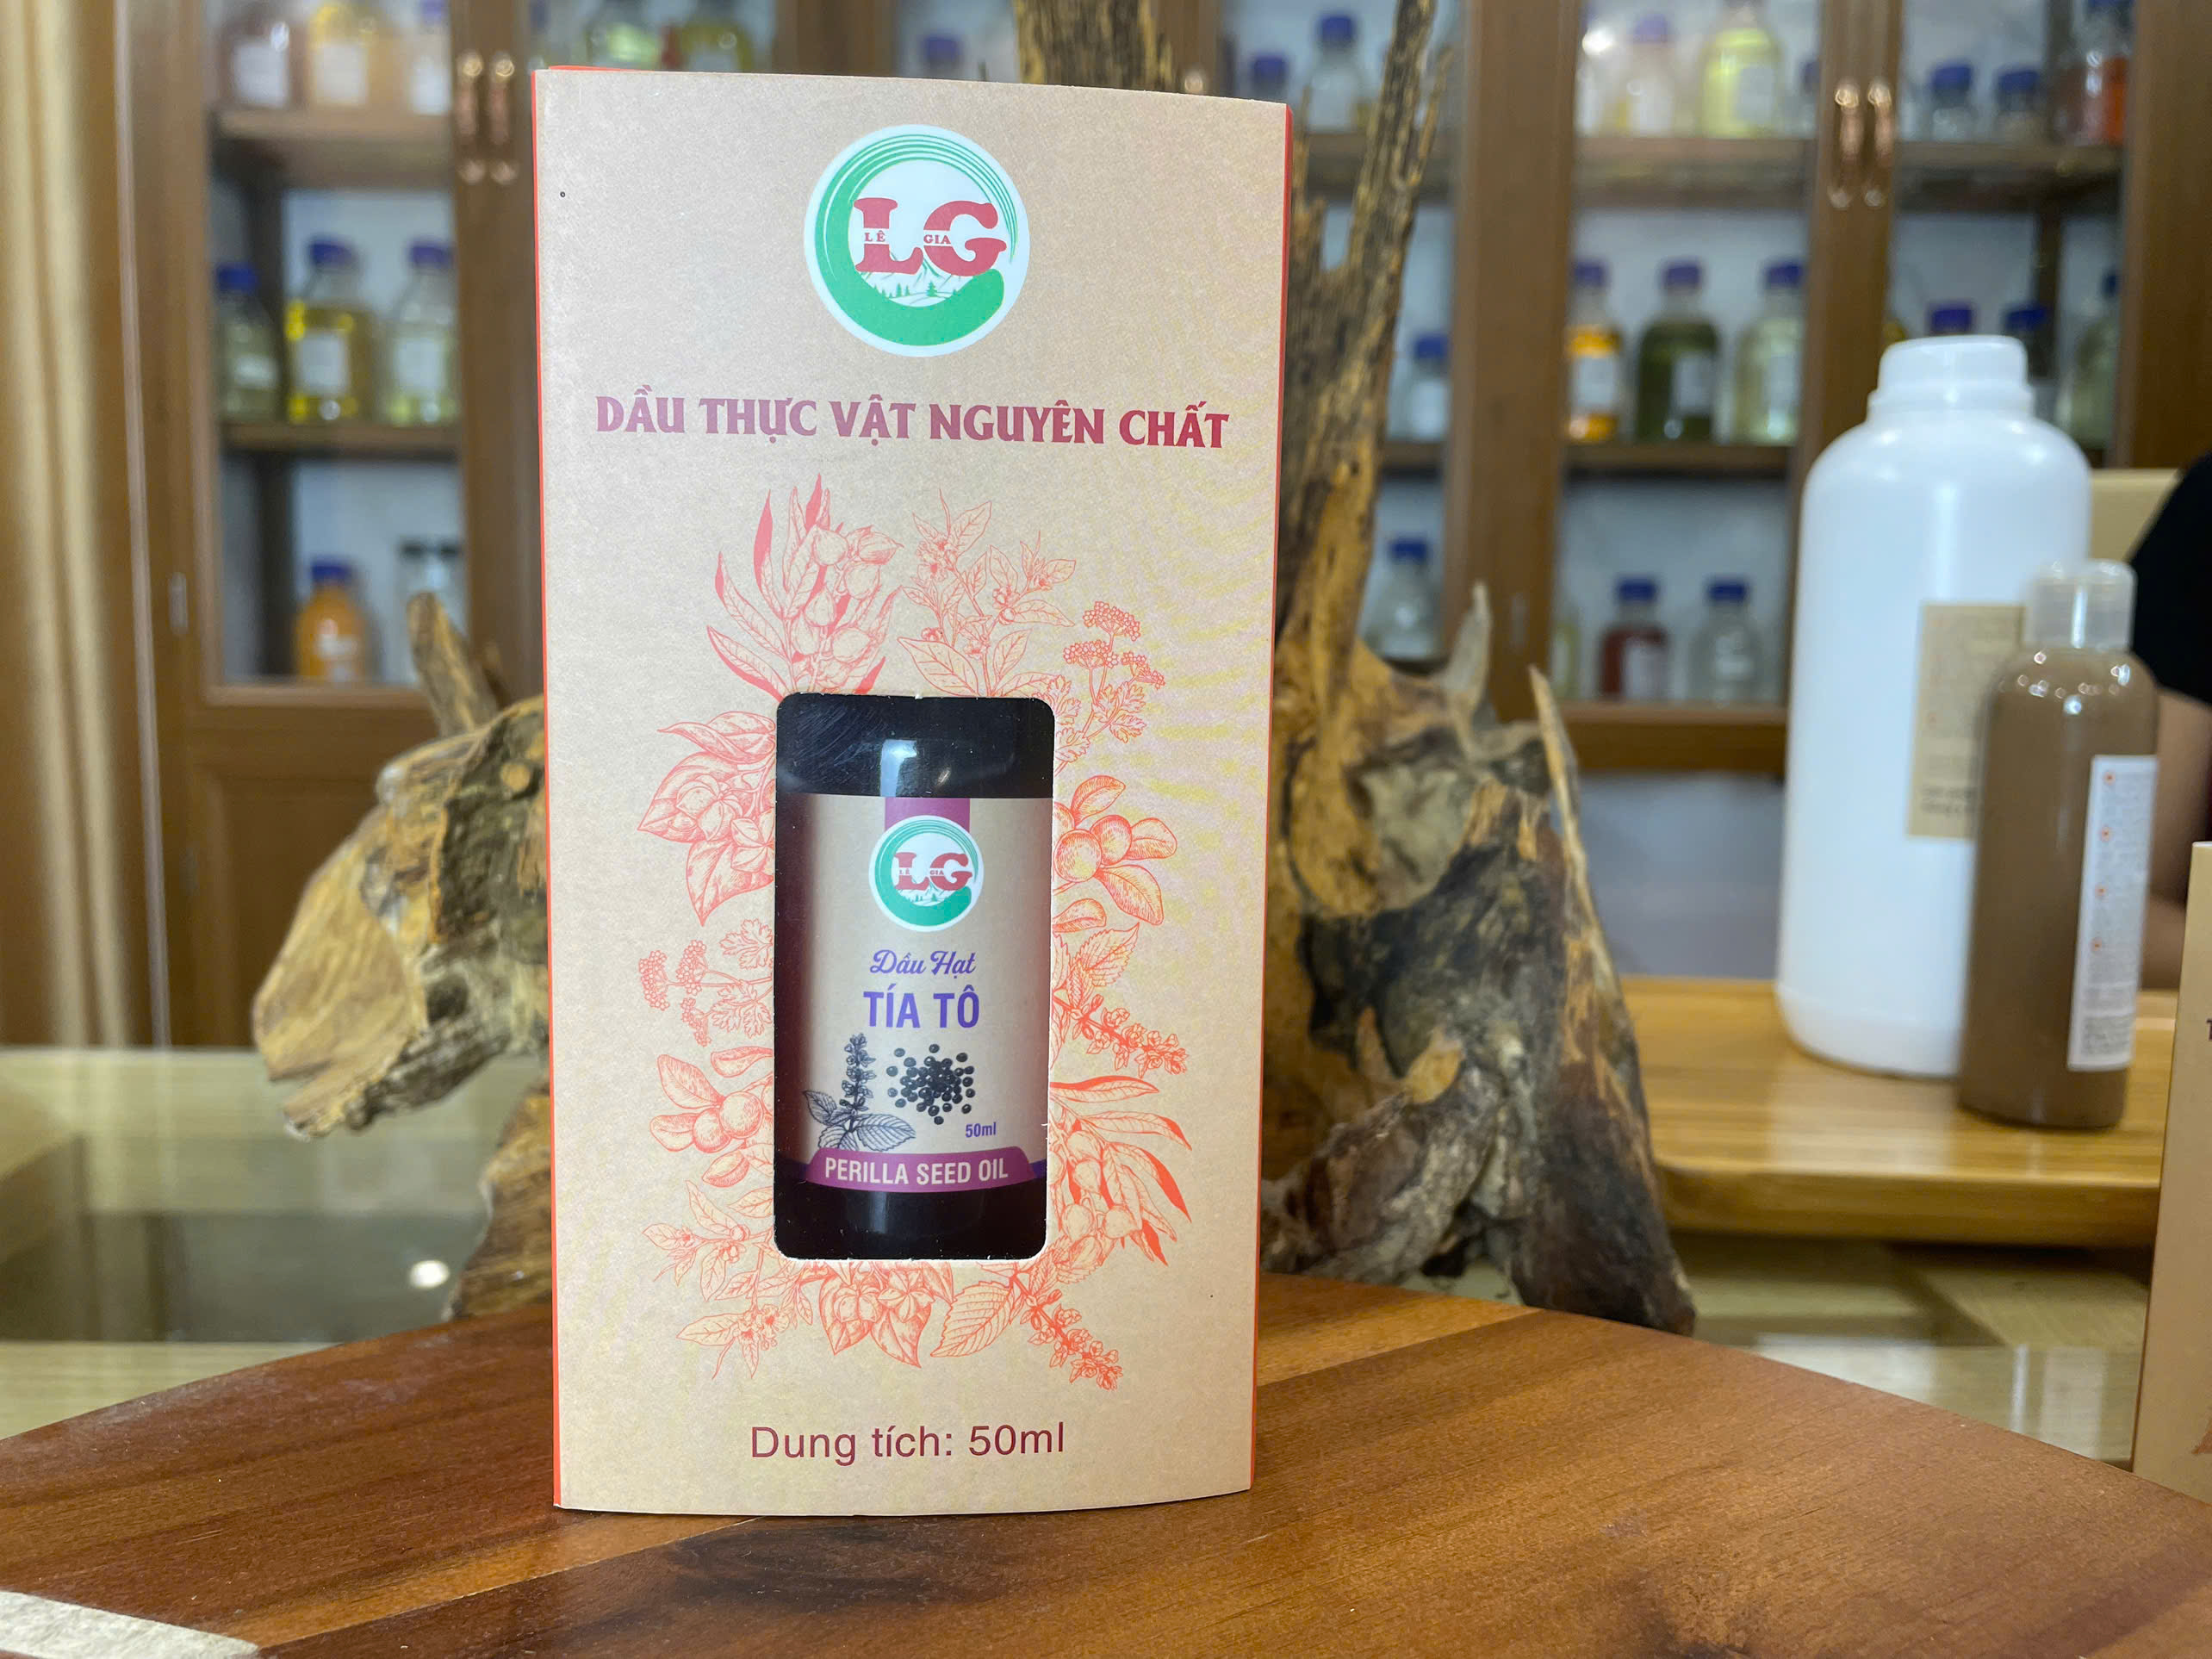 LG
LÊ GIA
DẦU THỰC VẬT NGUYÊN CHẤT
LG
LÊ GIA
Dầu Hạt
TÍA TÔ
50ml
PERILLA SEED OIL
Dung tích: 50ml